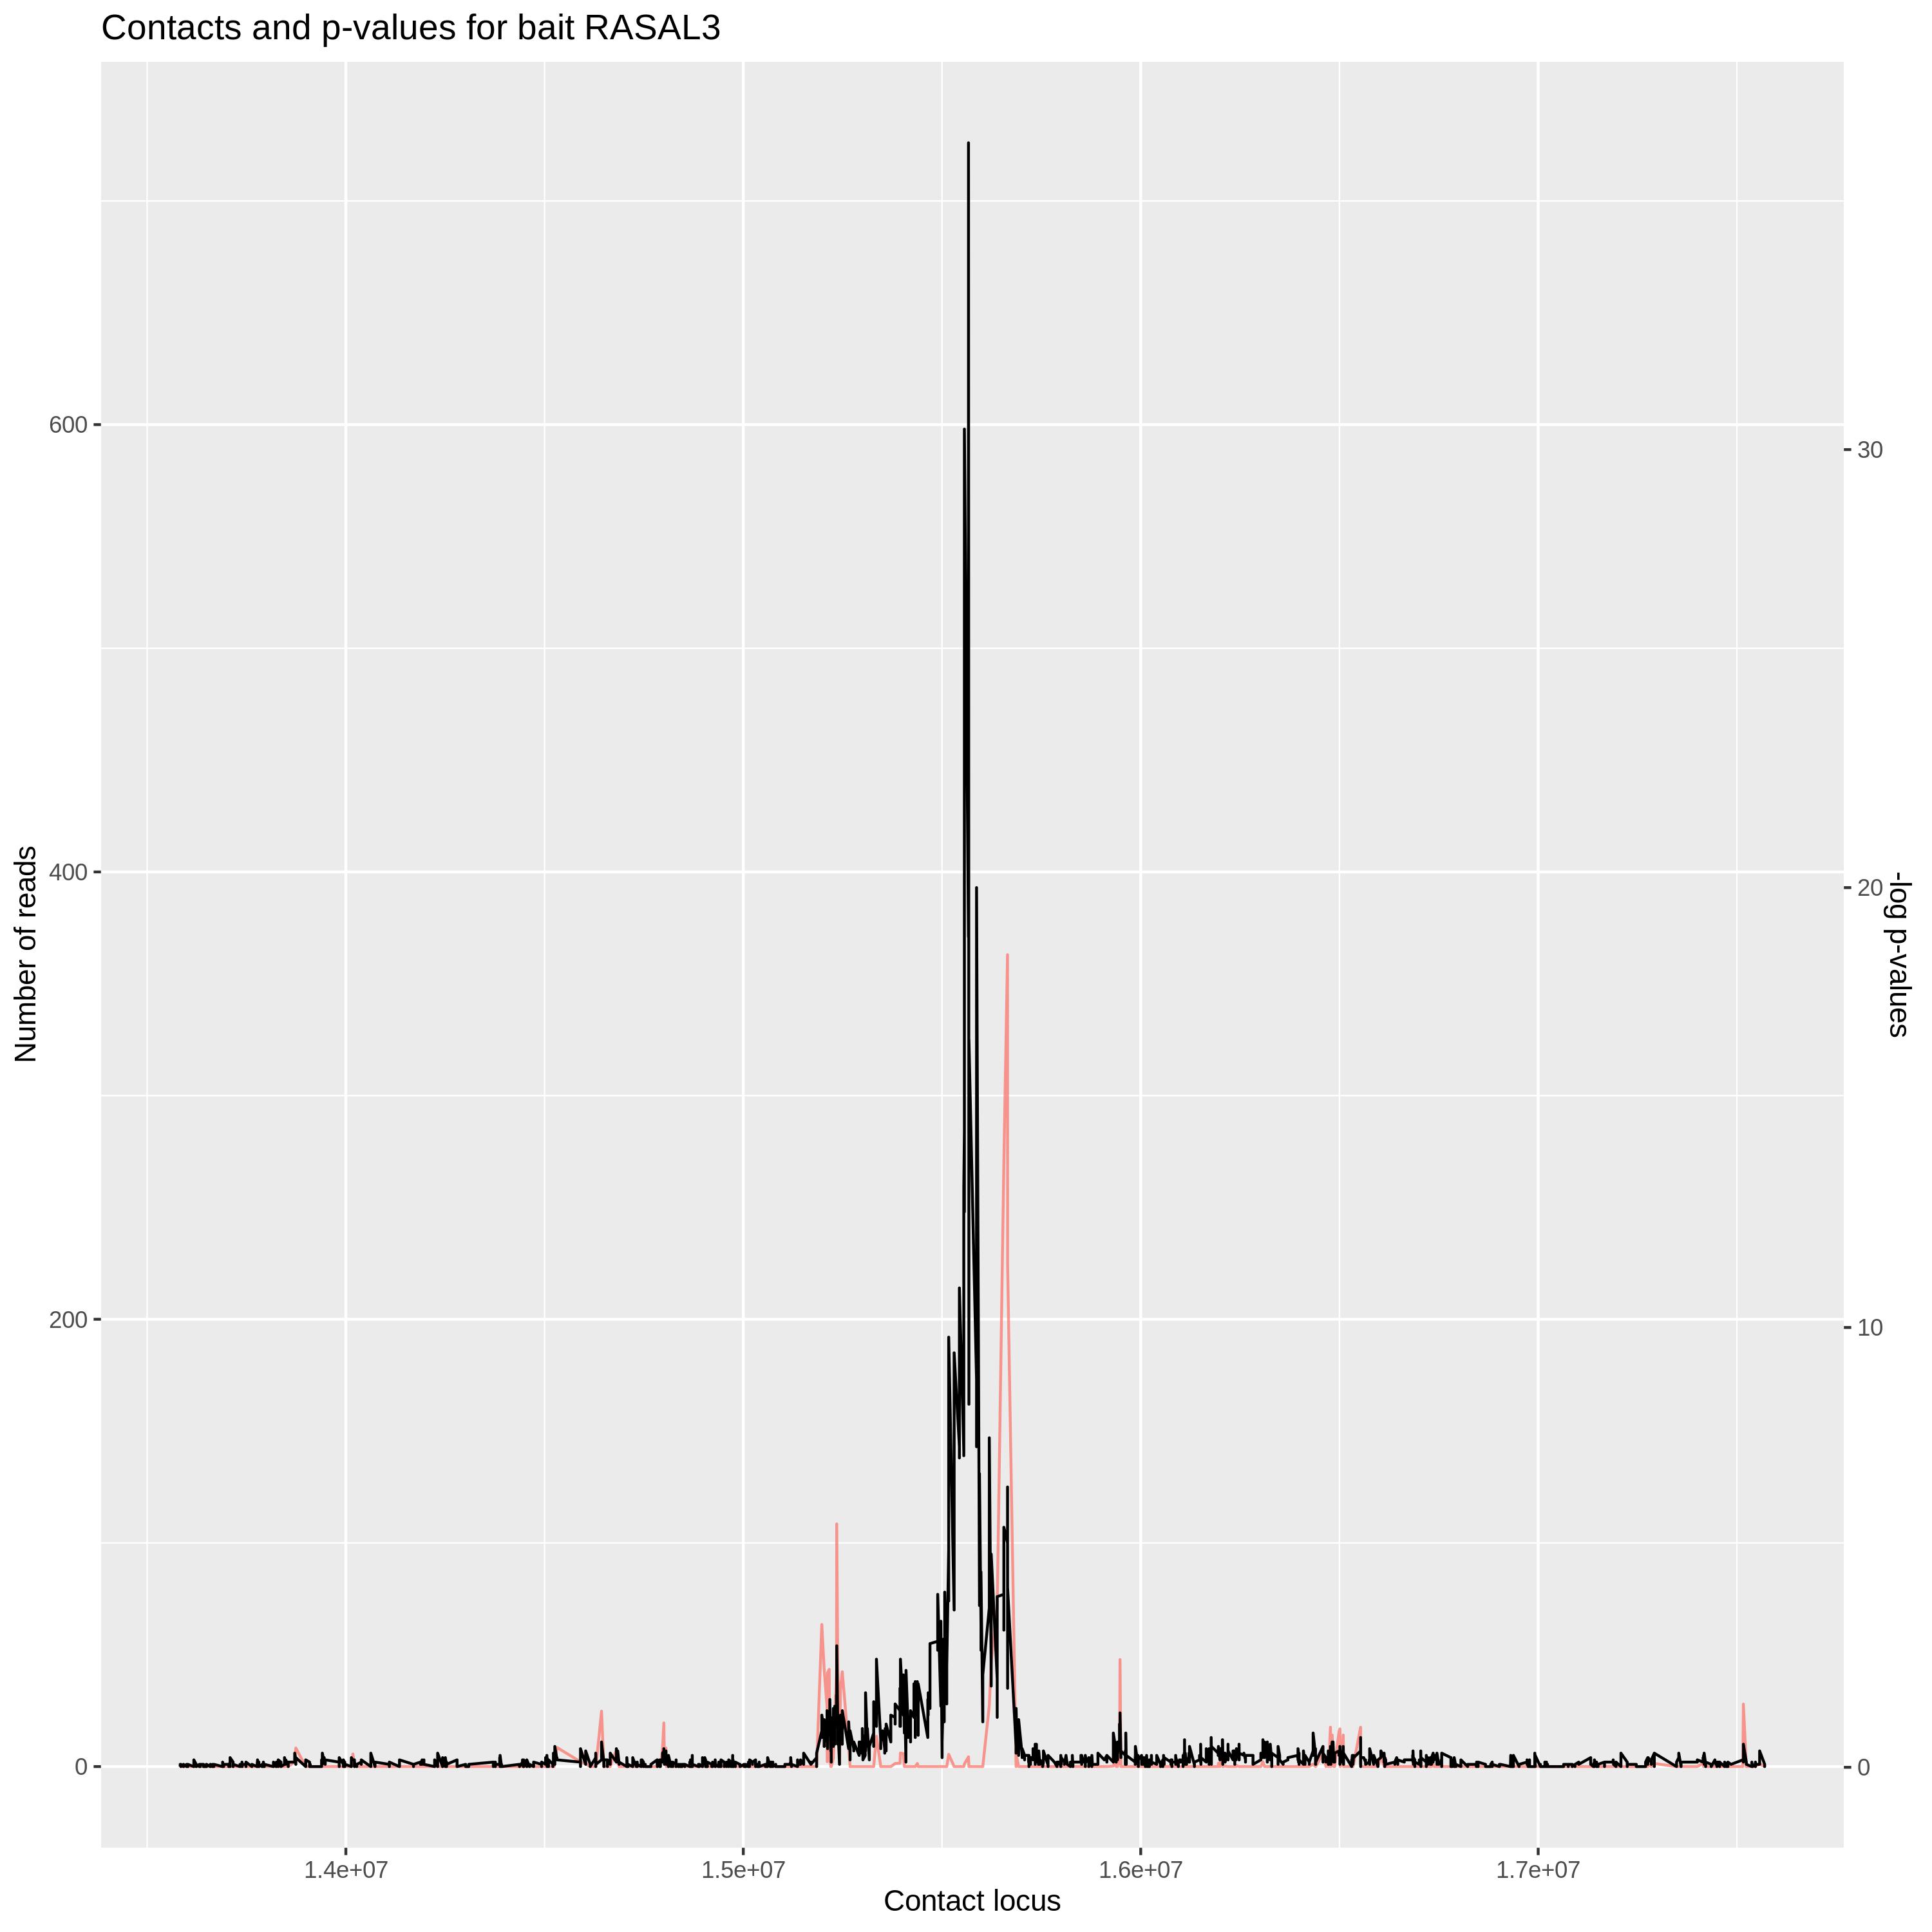 Contacts and p-values for bait RASAL3
Number of reads
600
400
200
0
30
20
10
0
-log p-values
1.4e+07
1.5e+07
1.6e+07
1.7e+07
Contact locus